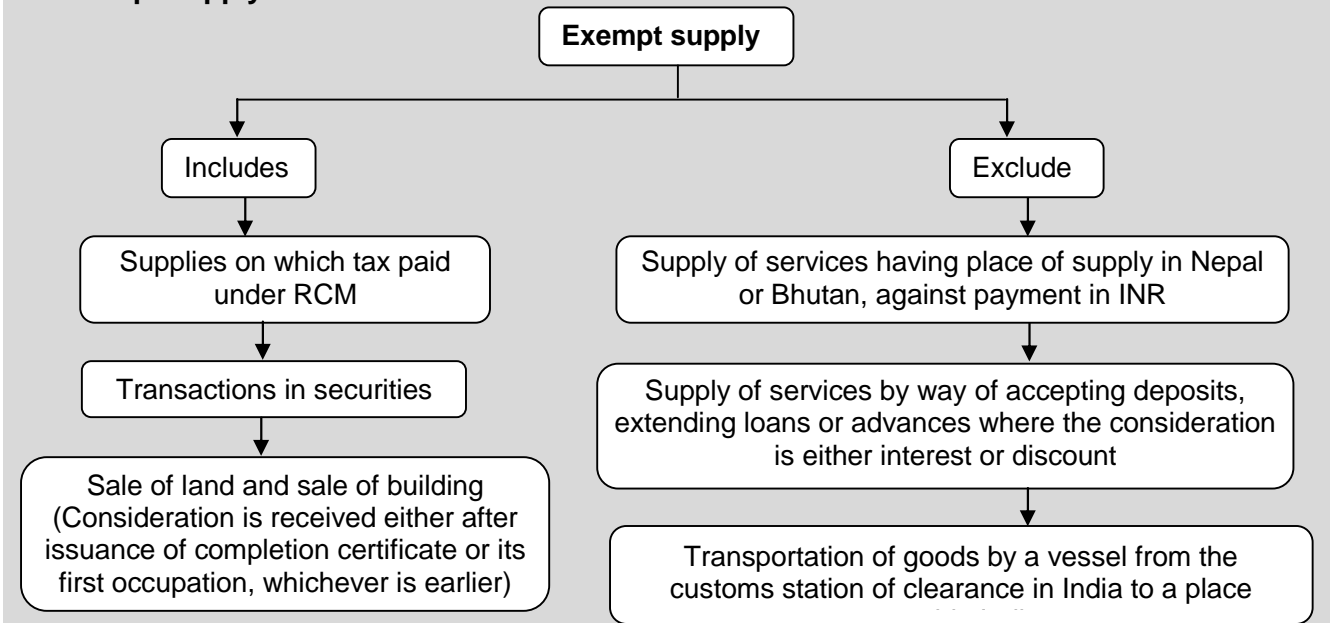 Exempt supply
Includes
Exclude
Supplies on which tax paid
under RCM
Transactions in securities
Sale of land and sale of building
(Consideration is received either after
issuance of completion certificate or its
first occupation, whichever is earlier)
Supply of services having place of supply in Nepal
or Bhutan, against payment in INR
Supply of services by way of accepting deposits,
extending loans or advances where the consideration
is either interest or discount
Transportation of goods by a vessel from the
customs station of clearance in India to a place